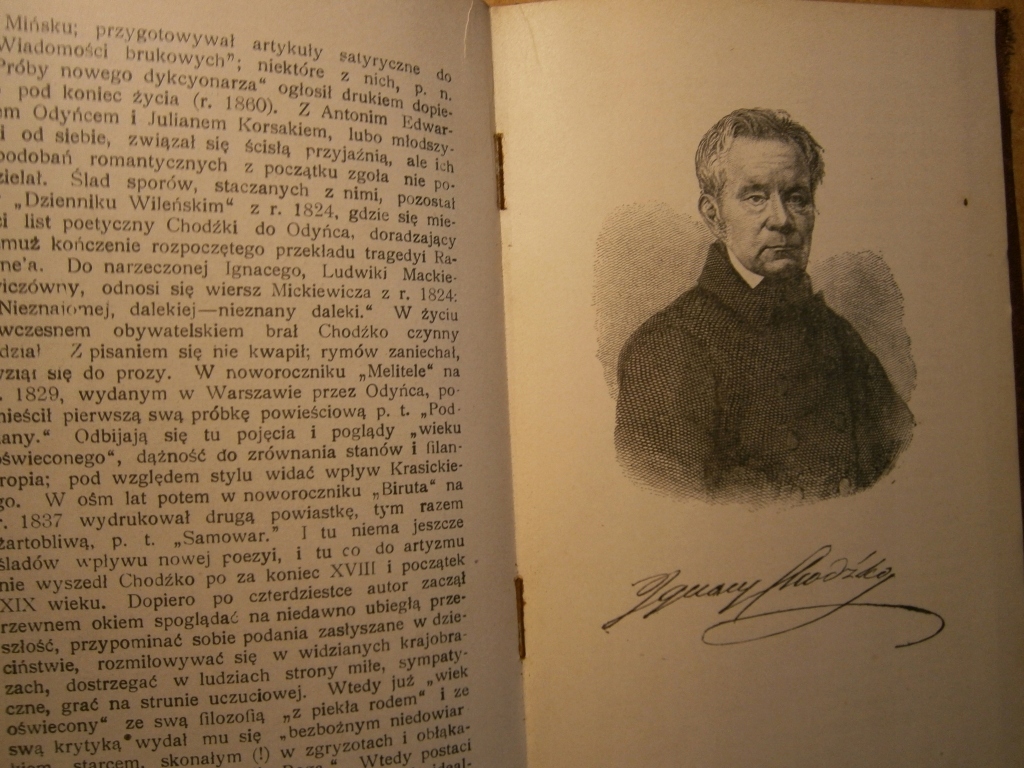 Mińsku; przygotowywał artykuły satyryczne do
Wiadomości brukowych"; niektóre z nich, p. n.
Próby nowego dykcyonarza“ ogłosił drukiem dopie-
pod koniec życia (r. 1860). Z Antonim Edwar-
em Odyńcem i Julianem Korsakiem, lubo młodszy-
i od siebie, związał się ścisłą przyjaźnią, ale ich
podobań romantycznych z początku zgoła nie po-
zielał. Ślad sporów, staczanych z nimi, pozostał
„Dzienniku Wileńskim“ z r. 1824, gdzie się mie-
ci list poetyczny Chodźki do Odyńca, doradzający
muż kończenie rozpoczętego przekładu tragedyi Ra-
ne'a. Do narzeczonej Ignacego, Ludwiki Mackie-
iczówny, odnosi się wiersz Mickiewicza z r. 1824:
Nieznajomej, dalekiej—nieznany daleki.“ W życiu
wczesnem obywatelskiem brał Chodźko czynny
dział Z pisaniem się nie kwapił; rymów zaniechał,
wziął się do prozy. W noworoczniku „Melitele“ na
. 1829, wydanym w Warszawie przez Odyńca, po-
mieścił pierwszą swą próbkę powieściową p. t. „Pod-
any.“ Odbijają się tu pojęcia i poglądy „wieku
oświeconego“, dążność do zrównania stanów i filan-
ropia; pod względem stylu widać wpływ Krasickie-
go. W ośm lat potem w noworoczniku „Biruta“ na
r. 1837 wydrukował drugą powiastkę, tym razem
żartobliwą, p. t. „Samowar.“ I tu niema jeszcze
śladów wpływu nowej poezyi, i tu co do artyzmu
nie wyszedł Chodźko po za koniec XVIII i początek
XIX wieku. Dopiero po czterdziestce autor zaczął
rzewnem okiem spoglądać na niedawno ubiegłą prze-
szłość, przypominać sobie podania zasłyszane w dzie-
ciństwie, rozmiłowywać się w widzianych krajobra-
zach, dostrzegać w ludziach strony miłe, sympaty-
czne, grać na strunie uczuciowej. Wtedy już „wiek
oświecony“ ze swą filozofią „z piekła rodem“ i ze
swą krytyką wydał mu się „bezbożnym niedowiar
kiem, starcem, skonałym (!) w zgryzotach i obłąka-
Wtedy postaci
Ignacy Chodźko